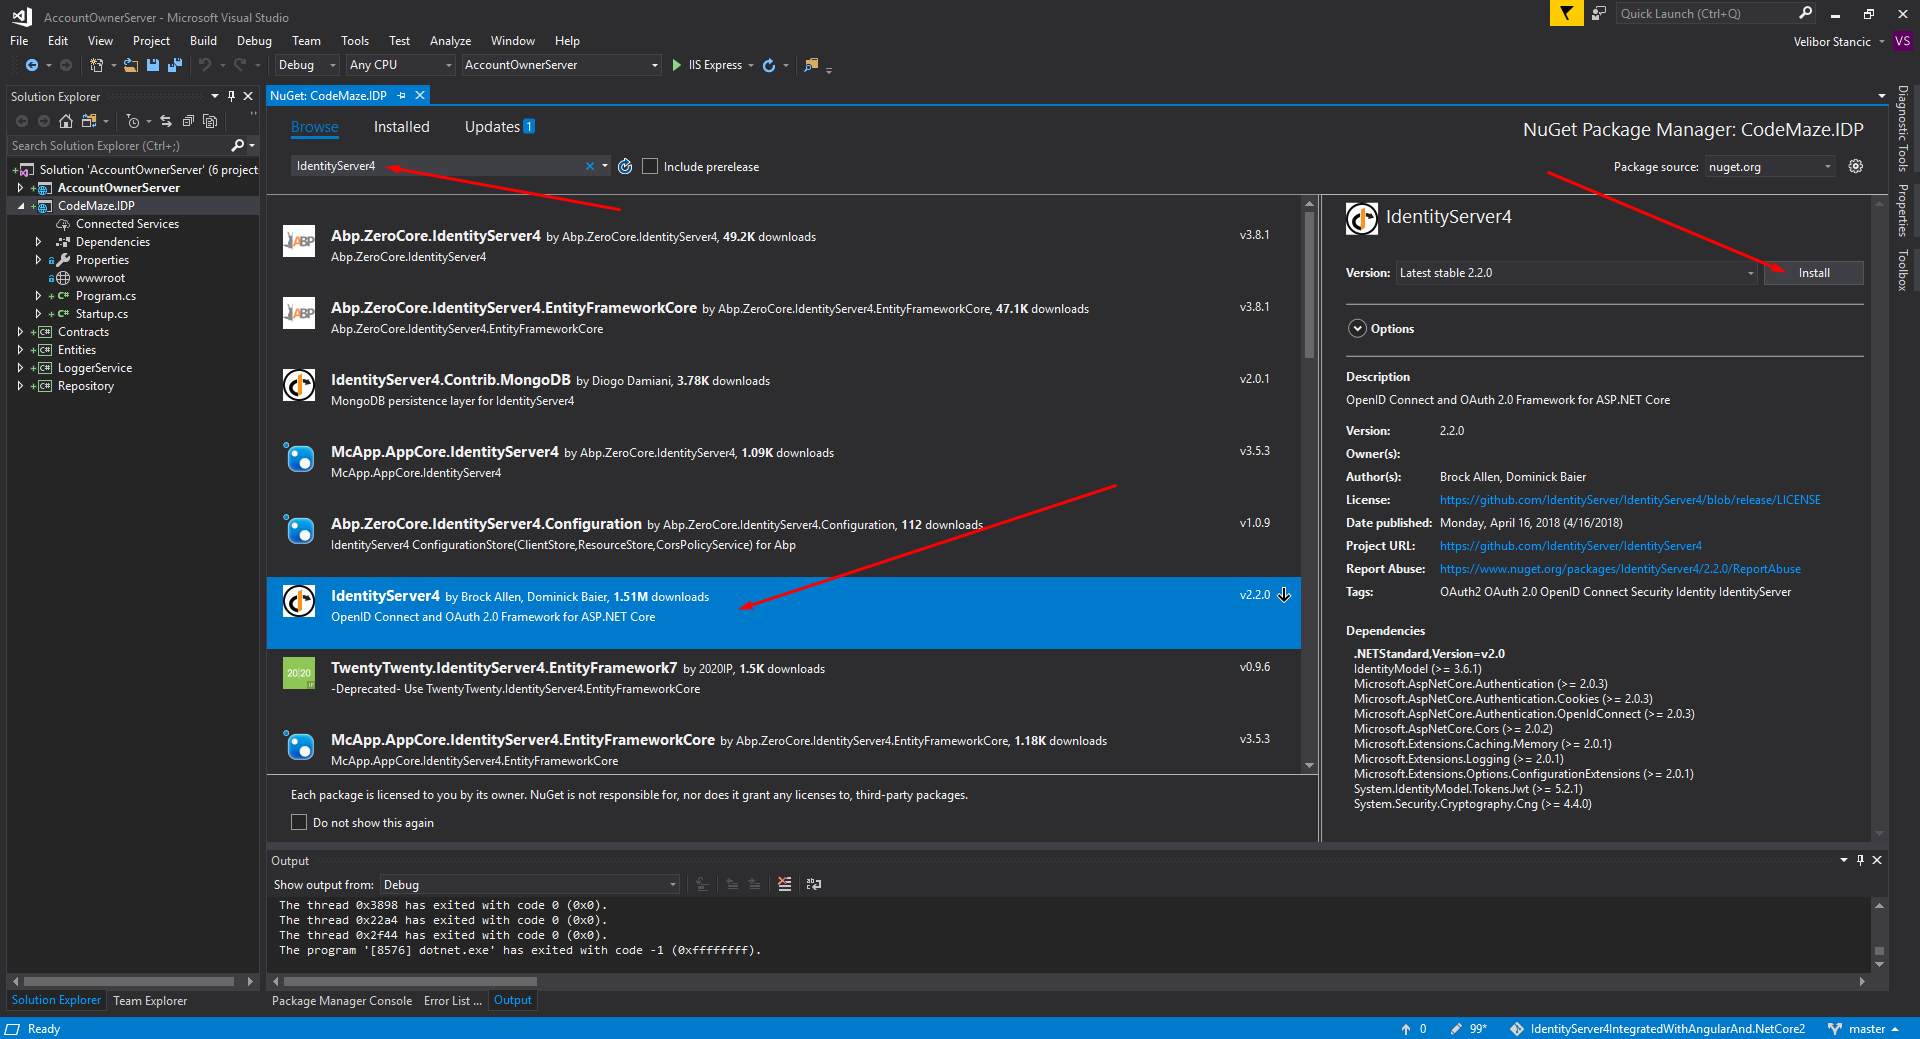 AccountOwnerServer - Microsoft Visual Studio
Quick Launch (Ctrl+Q)
File Edit View Project Build Debug Team Tools Test Analyze Window Help
Velibor Stancic VS
Debug Any CPU AccountOwnerServer IIS Express
Solution Explorer
Search Solution Explorer (Ctrl+;)
Solution 'AccountOwnerServer' (6 project
AccountOwnerServer
CodeMaze.IDP
Connected Services
Dependencies
Properties
wwwroot
C# Program.cs
C# Startup.cs
C# Contracts
C# Entities
C# LoggerService
C# Repository
NuGet: CodeMaze.IDP
Browse Installed Updates 1
NuGet Package Manager: CodeMaze.IDP
IdentityServer4
Include prerelease
Package source: nuget.org
ABP
Abp.ZeroCore.IdentityServer4 by Abp.ZeroCore.IdentityServer4, 49.2K downloads v3.8.1
Abp.ZeroCore.IdentityServer4
ABP
Abp.ZeroCore.IdentityServer4.EntityFrameworkCore by Abp.ZeroCore.IdentityServer4.EntityFrameworkCore, 47.1K downloads v3.8.1
Abp.ZeroCore.IdentityServer4.EntityFrameworkCore
IdentityServer4.Contrib.MongoDB by Diogo Damiani, 3.78K downloads v2.0.1
MongoDB persistence layer for IdentityServer4
McApp.AppCore.IdentityServer4 by Abp.ZeroCore.IdentityServer4, 1.09K downloads v3.5.3
McApp.AppCore.IdentityServer4
Abp.ZeroCore.IdentityServer4.Configuration by Abp.ZeroCore.IdentityServer4.Configuration, 112 downloads v1.0.9
IdentityServer4 ConfigurationStore(ClientStore,ResourceStore,CorsPolicyService) for Abp
IdentityServer4 by Brock Allen, Dominick Baier, 1.51M downloads v2.2.0
OpenID Connect and OAuth 2.0 Framework for ASP.NET Core
20|20
TwentyTwenty.IdentityServer4.EntityFramework7 by 2020IP, 1.5K downloads v0.9.6
-Deprecated- Use TwentyTwenty.IdentityServer4.EntityFrameworkCore
McApp.AppCore.IdentityServer4.EntityFrameworkCore by Abp.ZeroCore.IdentityServer4.EntityFrameworkCore, 1.18K downloads v3.5.3
McApp.AppCore.IdentityServer4.EntityFrameworkCore
Each package is licensed to you by its owner. NuGet is not responsible for, nor does it grant any licenses to, third-party packages.
Do not show this again
IdentityServer4
Version: Latest stable 2.2.0 Install
Options
Description
OpenID Connect and OAuth 2.0 Framework for ASP.NET Core
Version: 2.2.0
Owner(s):
Author(s): Brock Allen, Dominick Baier
License: https://github.com/IdentityServer/IdentityServer4/blob/release/LICENSE
Date published: Monday, April 16, 2018 (4/16/2018)
Project URL: https://github.com/IdentityServer/IdentityServer4
Report Abuse: https://www.nuget.org/packages/IdentityServer4/2.2.0/ReportAbuse
Tags: OAuth2 OAuth 2.0 OpenID Connect Security Identity IdentityServer
Dependencies
.NETStandard,Version=v2.0
IdentityModel (>= 3.6.1)
Microsoft.AspNetCore.Authentication (>= 2.0.3)
Microsoft.AspNetCore.Authentication.Cookies (>= 2.0.3)
Microsoft.AspNetCore.Authentication.OpenIdConnect (>= 2.0.3)
Microsoft.AspNetCore.Cors (>= 2.0.2)
Microsoft.Extensions.Caching.Memory (>= 2.0.1)
Microsoft.Extensions.Logging (>= 2.0.1)
Microsoft.Extensions.Options.ConfigurationExtensions (>= 2.0.1)
System.IdentityModel.Tokens.Jwt (>= 5.2.1)
System.Security.Cryptography.Cng (>= 4.4.0)
Diagnostic Tools
Properties
Toolbox
Output
Show output from: Debug
The thread 0x3898 has exited with code 0 (0x0).
The thread 0x22a4 has exited with code 0 (0x0).
The thread 0x2f44 has exited with code 0 (0x0).
The program '[8576] dotnet.exe' has exited with code -1 (0xffffffff).
Solution Explorer Team Explorer
Package Manager Console Error List ... Output
Ready
0 99* IdentityServer4IntegratedWithAngularAnd.NetCore2 master